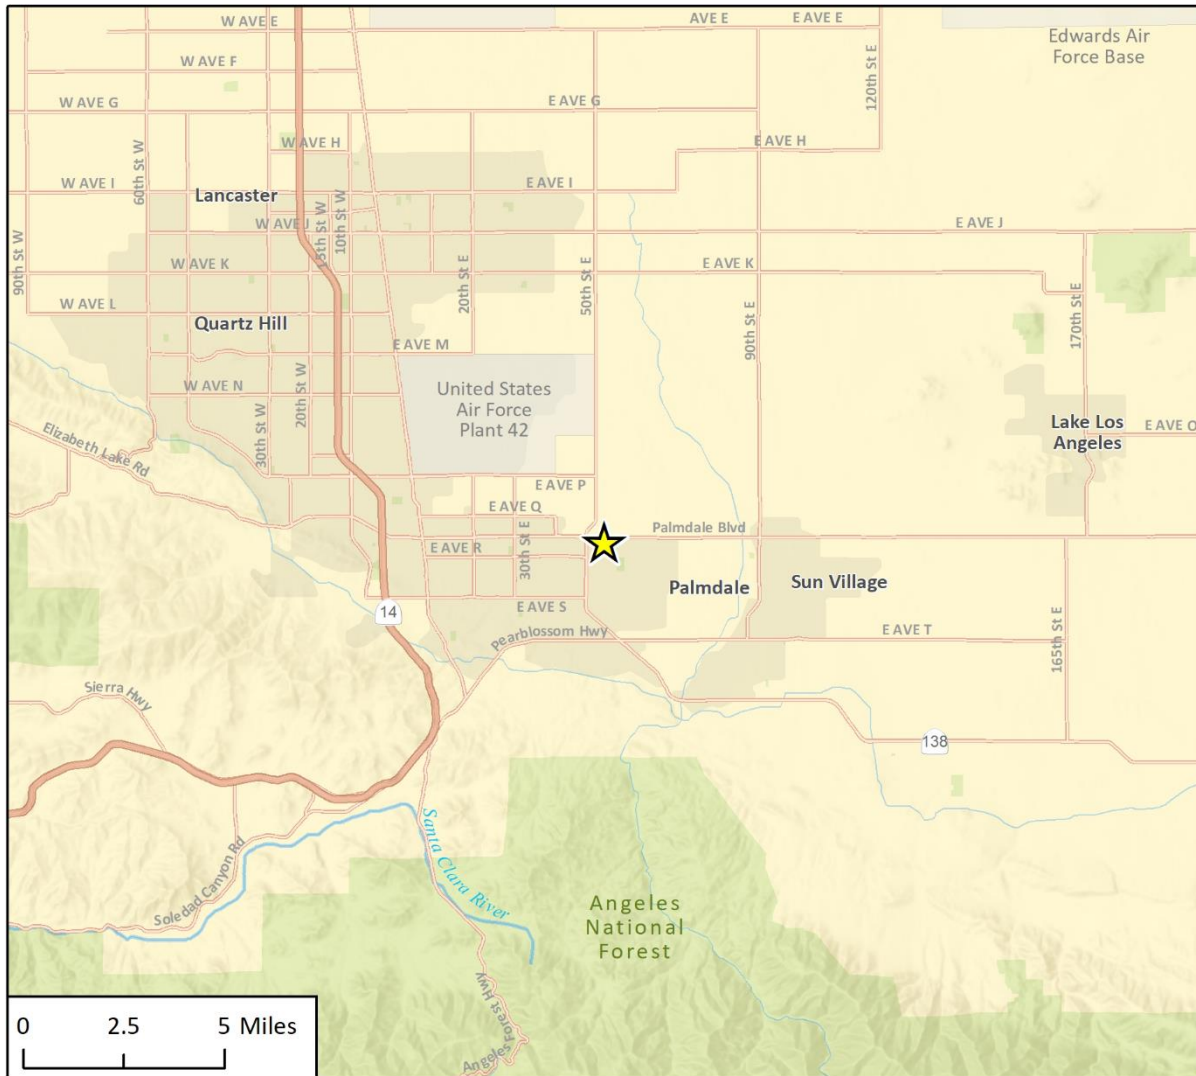 W AVE E
AVE E
E AVE E
Edwards Air
Force Base
W AVE F
120th St E
W AVE G
E AVE G
W AVE H
E AVE H
60th St W
W AVE I
Lancaster
E AVE I
15th St W
10th St W
W AVE J
E AVE J
90th St W
W AVE K
20th St E
50th St E
E AVE K
W AVE L
Quartz Hill
90th St E
170th St E
E AVE M
W AVE N
20th St W
30th St W
United States
Air Force
Plant 42
Lake Los
Angeles
E AVE O
Elizabeth Lake Rd
E AVE P
E AVE Q
Palmdale Blvd
E AVE R
30th St E
Palmdale
Sun Village
14
E AVE S
Pearblossom Hwy
E AVE T
165th St E
Sierra Hwy
138
Santa Clara River
Soledad Canyon Rd
Angeles
National
Forest
Angeles Forest Hwy
0 2.5 5 Miles